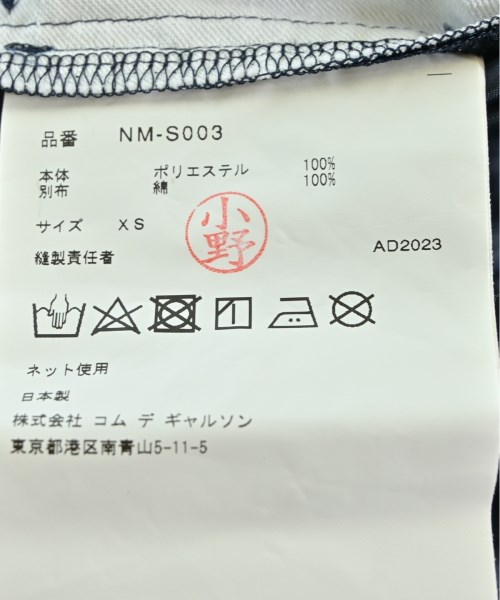 品番 NM-S003
本体 ポリエステル 100%
別布 綿 100%
サイズ XS
縫製責任者 小野
AD2023
ネット使用
日本製
株式会社 コム デ ギャルソン
東京都港区南青山5-11-5